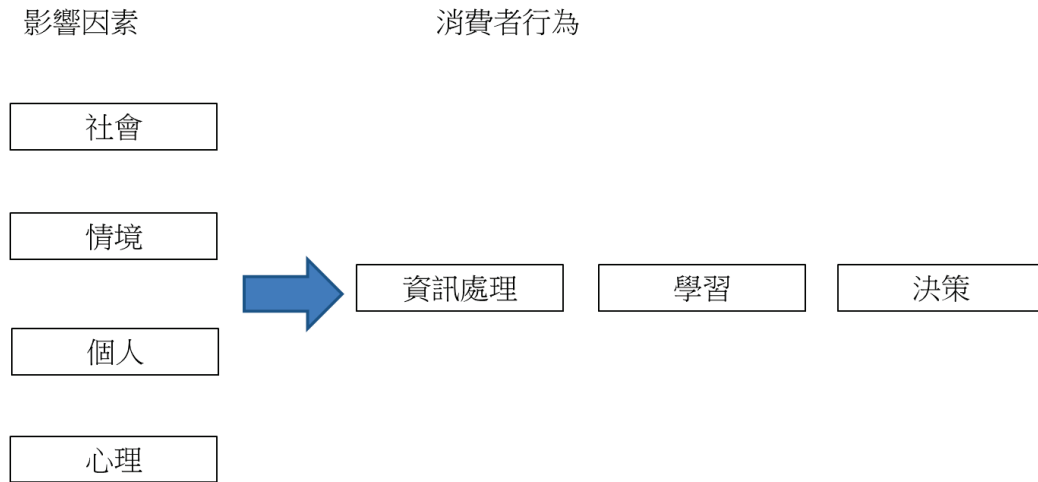 影響因素
消費者行為
社會
情境
個人
心理
資訊處理
學習
決策